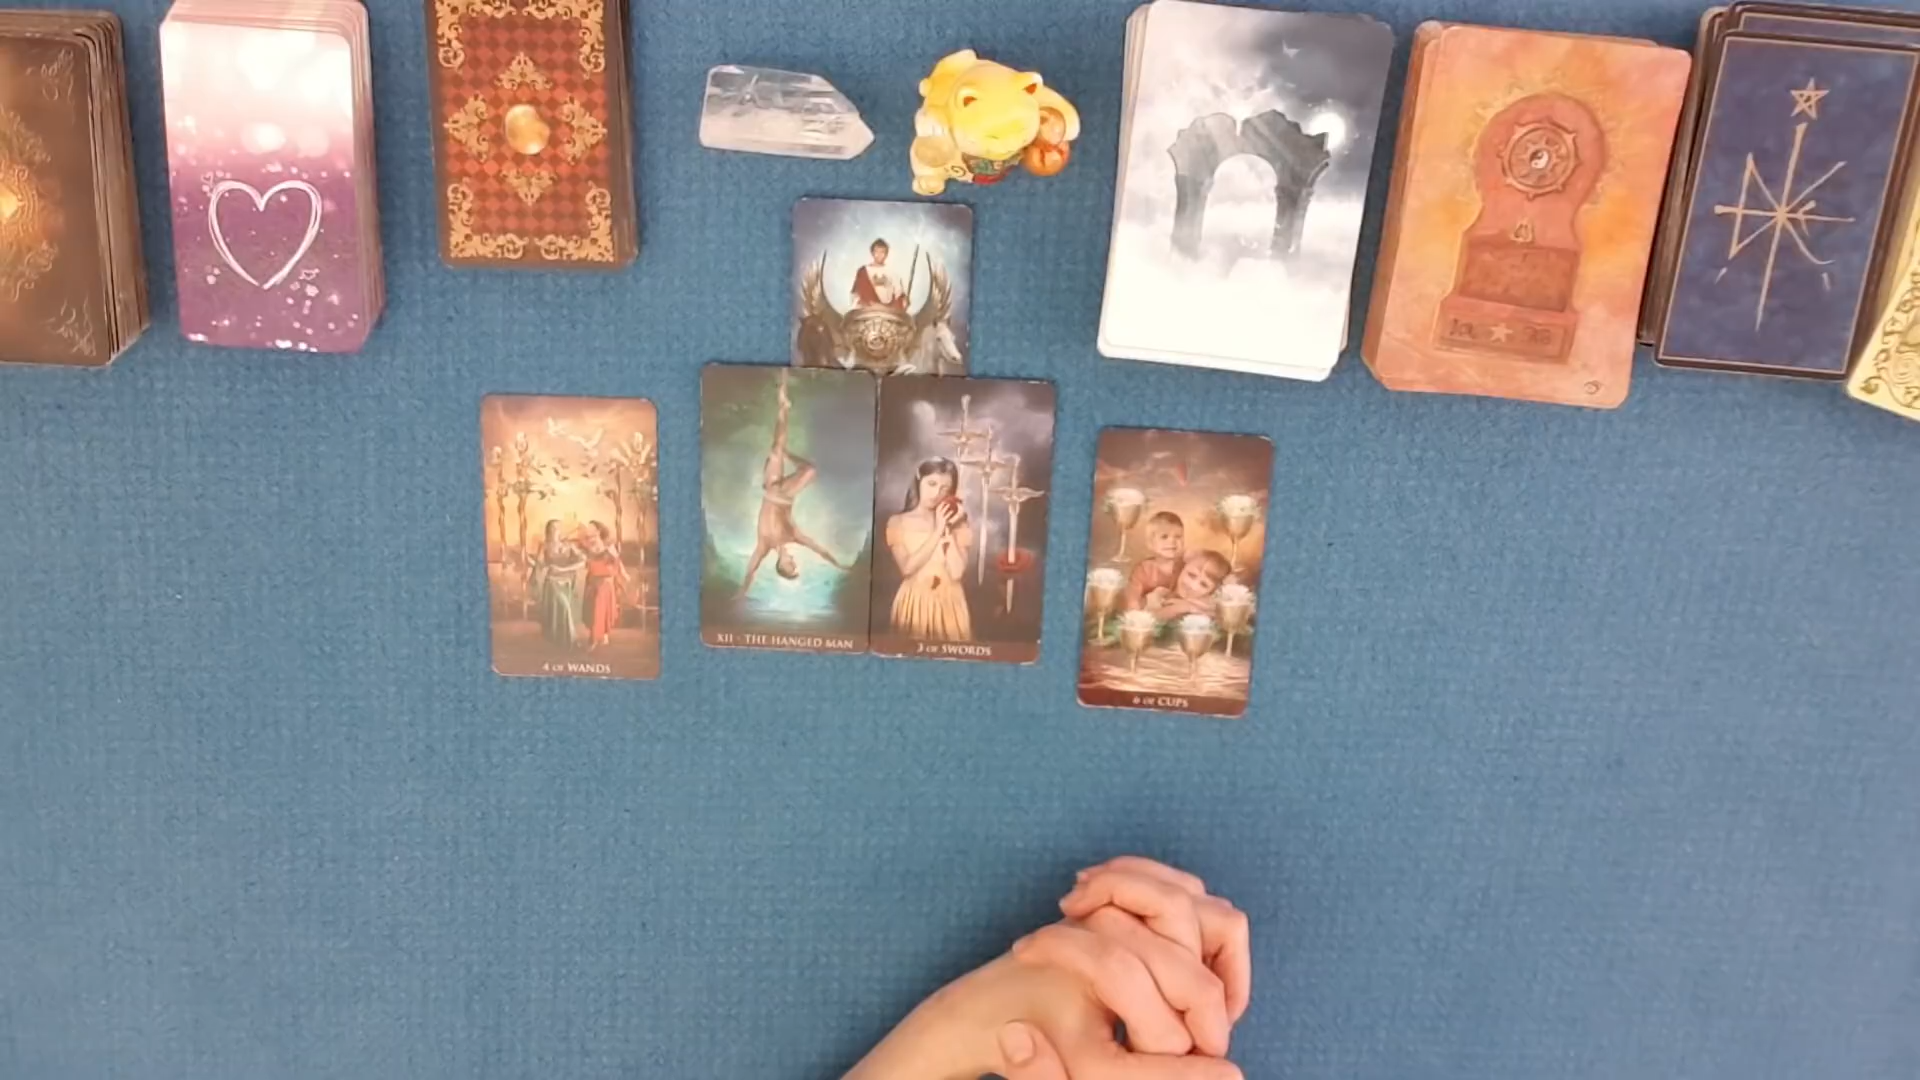 XII · THE HANGED MAN
3 OF SWORDS
4 OF WANDS
6 OF CUPS